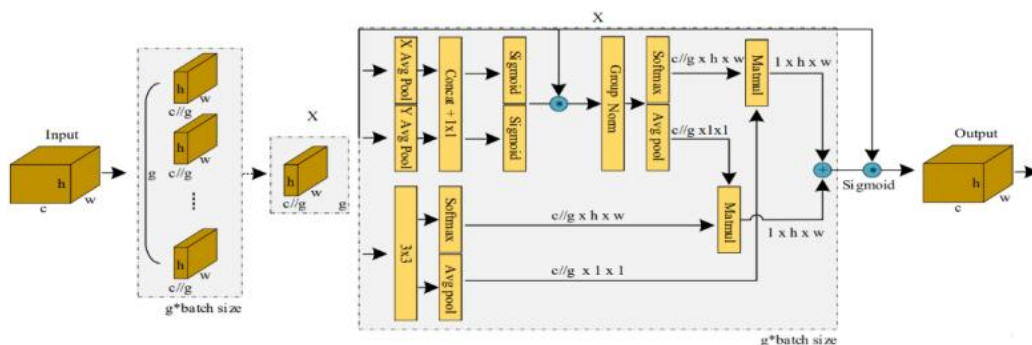 Input
h
c
w
g
h
w
c//g
h
w
c//g
h
w
c//g
g*batch size
X
h
w
c//g
g
X
X Avg Pool
Y Avg Pool
Concat + 1x1
Sigmoid
Sigmoid
Group Norm
Softmax
Avg pool
c//g x h x w
c//g x1x1
Matmul
1 x h x w
3x3
Softmax
Avg pool
c//g x h x w
c//g x 1 x 1
Matmul
1 x h x w
Sigmoid
g*batch size
Output
h
c
w